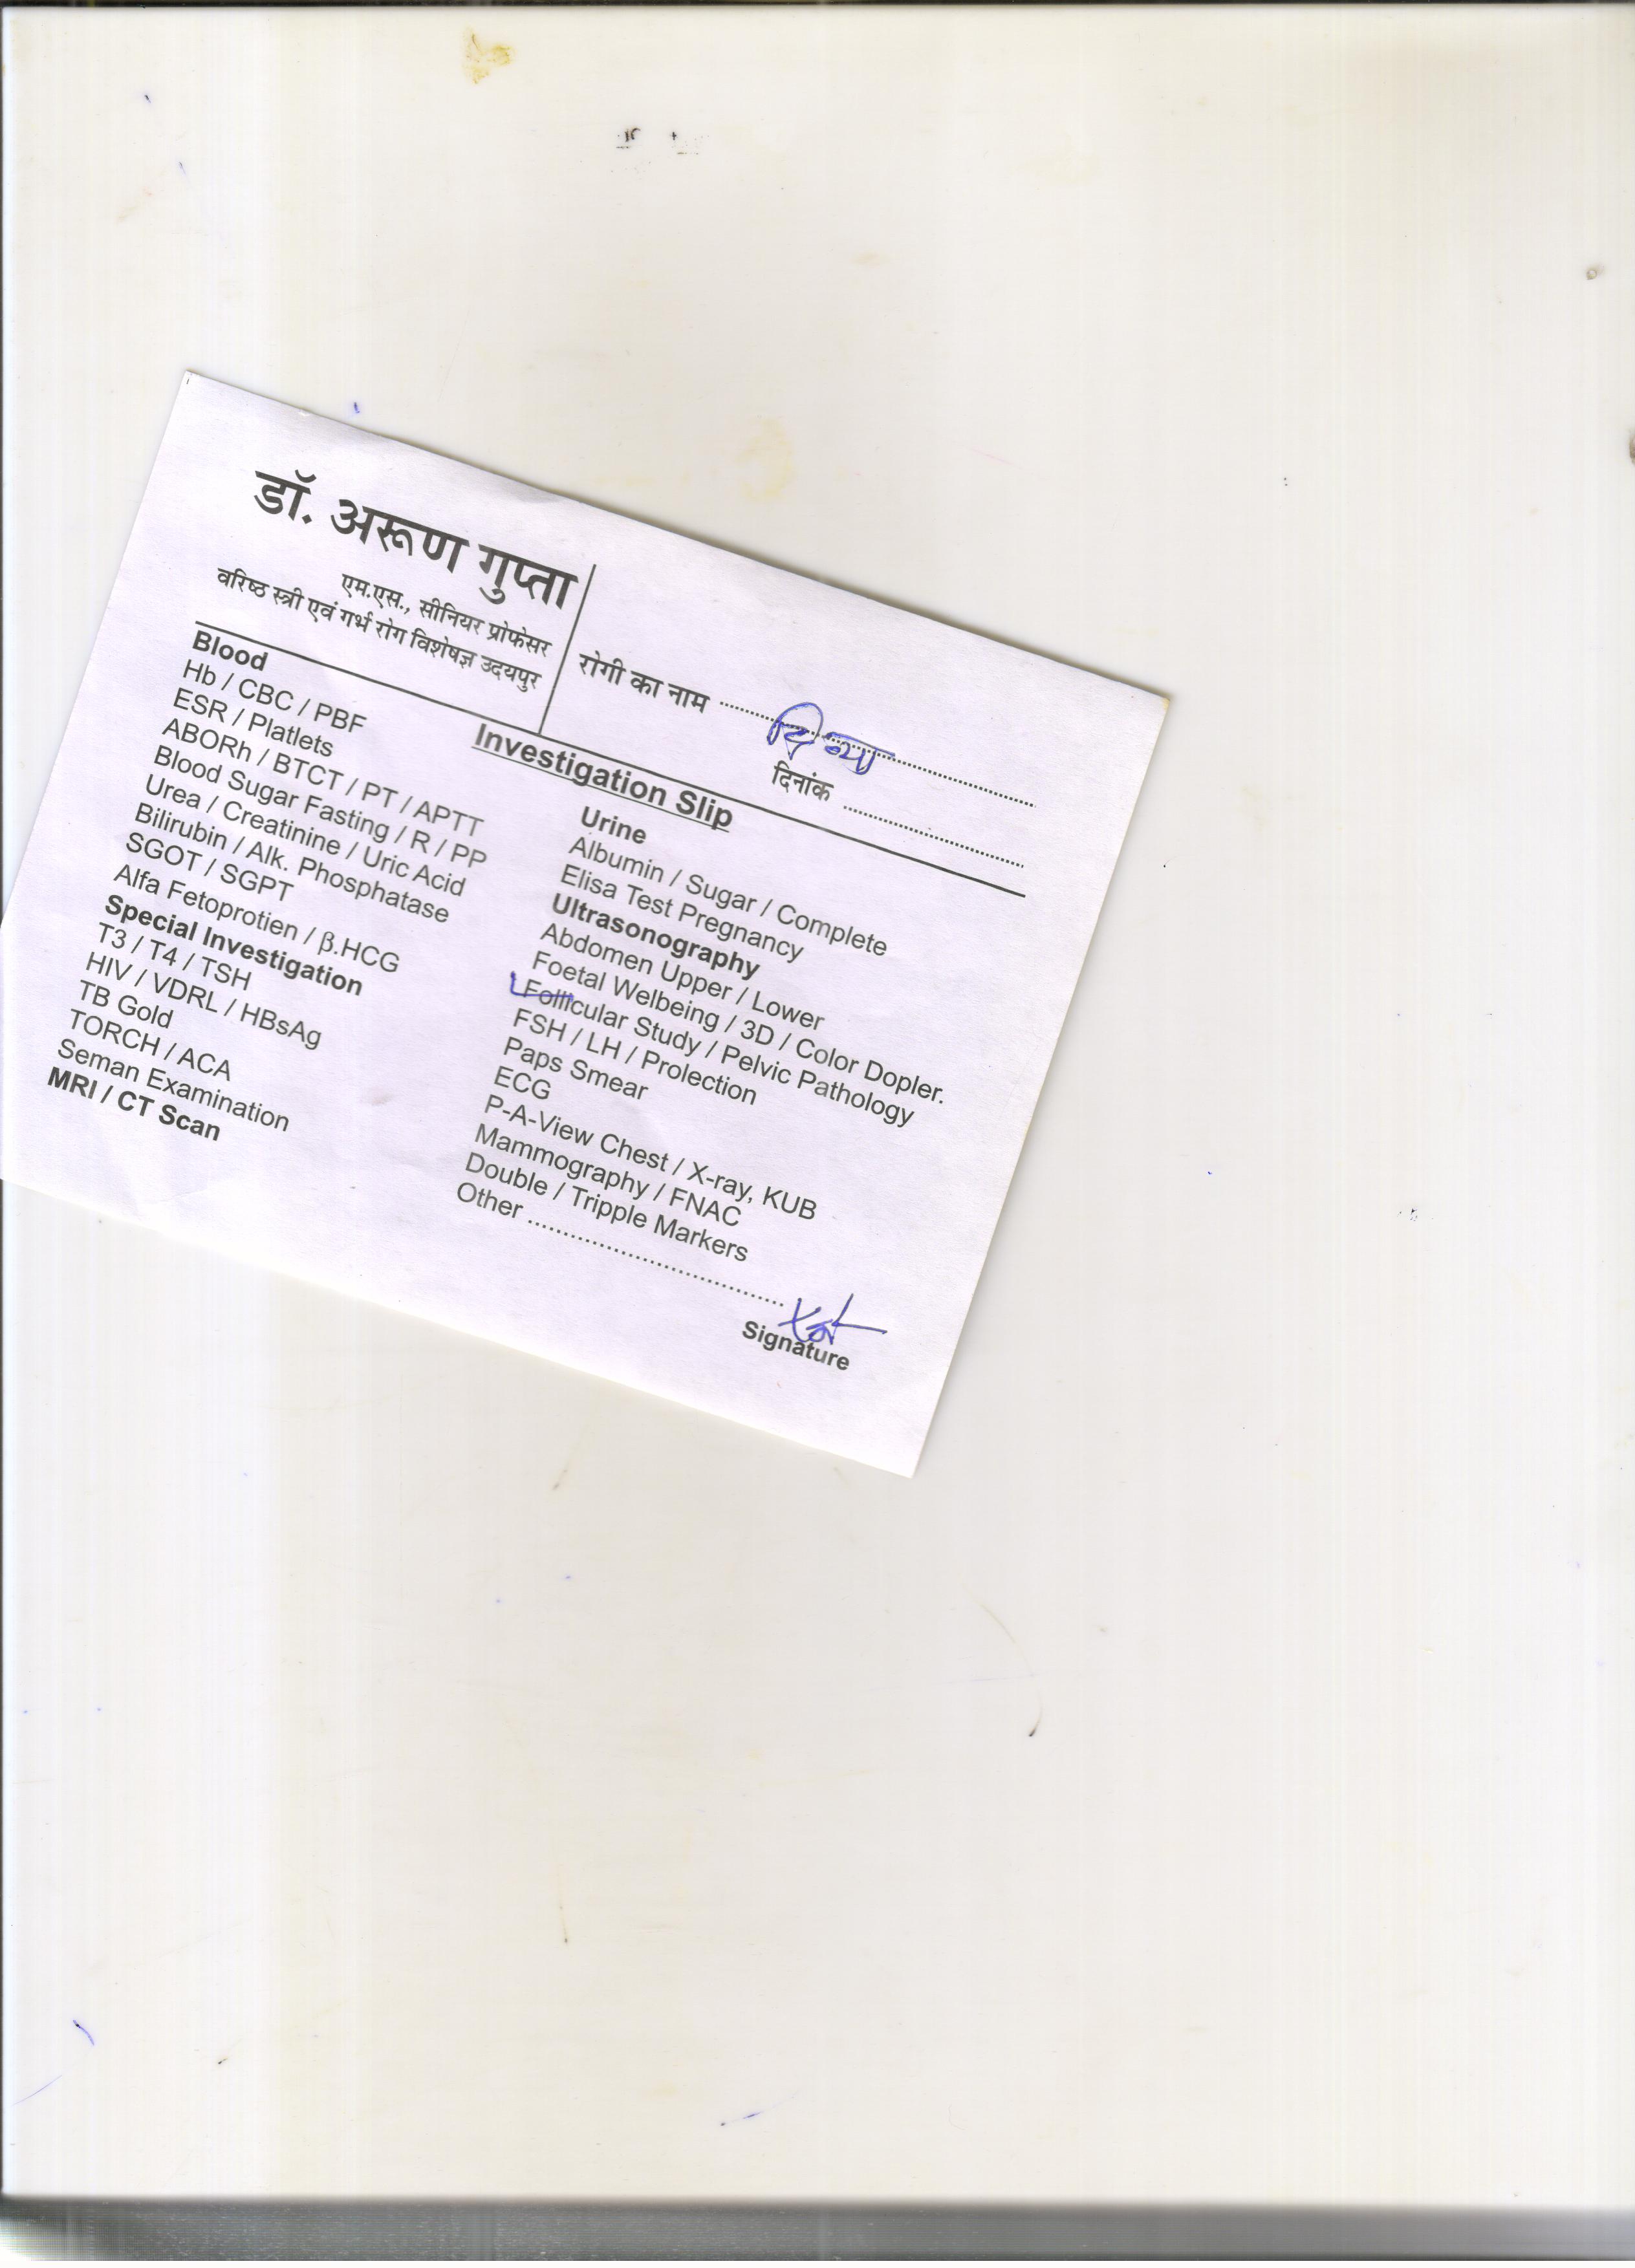 डॉ. अरूण गुप्ता
एम.एस., सीनियर प्रोफेसर
वरिष्ठ स्त्री एवं गर्भ रोग विशेषज्ञ उदयपुर
रोगी का नाम .......... दिव्या ..........
दिनांक ..........
Investigation Slip
Blood
Hb / CBC / PBF
ESR / Platlets
ABORh / BTCT / PT / APTT
Blood Sugar Fasting / R / PP
Urea / Creatinine / Uric Acid
Bilirubin / Alk. Phosphatase
SGOT / SGPT
Alfa Fetoprotien / β.HCG
Special Investigation
T3 / T4 / TSH
HIV / VDRL / HBsAg
TB Gold
TORCH / ACA
Seman Examination
MRI / CT Scan
Urine
Albumin / Sugar / Complete
Elisa Test Pregnancy
Ultrasonography
Abdomen Upper / Lower
Foetal Welbeing / 3D / Color Dopler.
Follicular Study / Pelvic Pathology
FSH / LH / Prolection
Paps Smear
ECG
P-A-View Chest / X-ray, KUB
Mammography / FNAC
Double / Tripple Markers
Other ..........
Signature